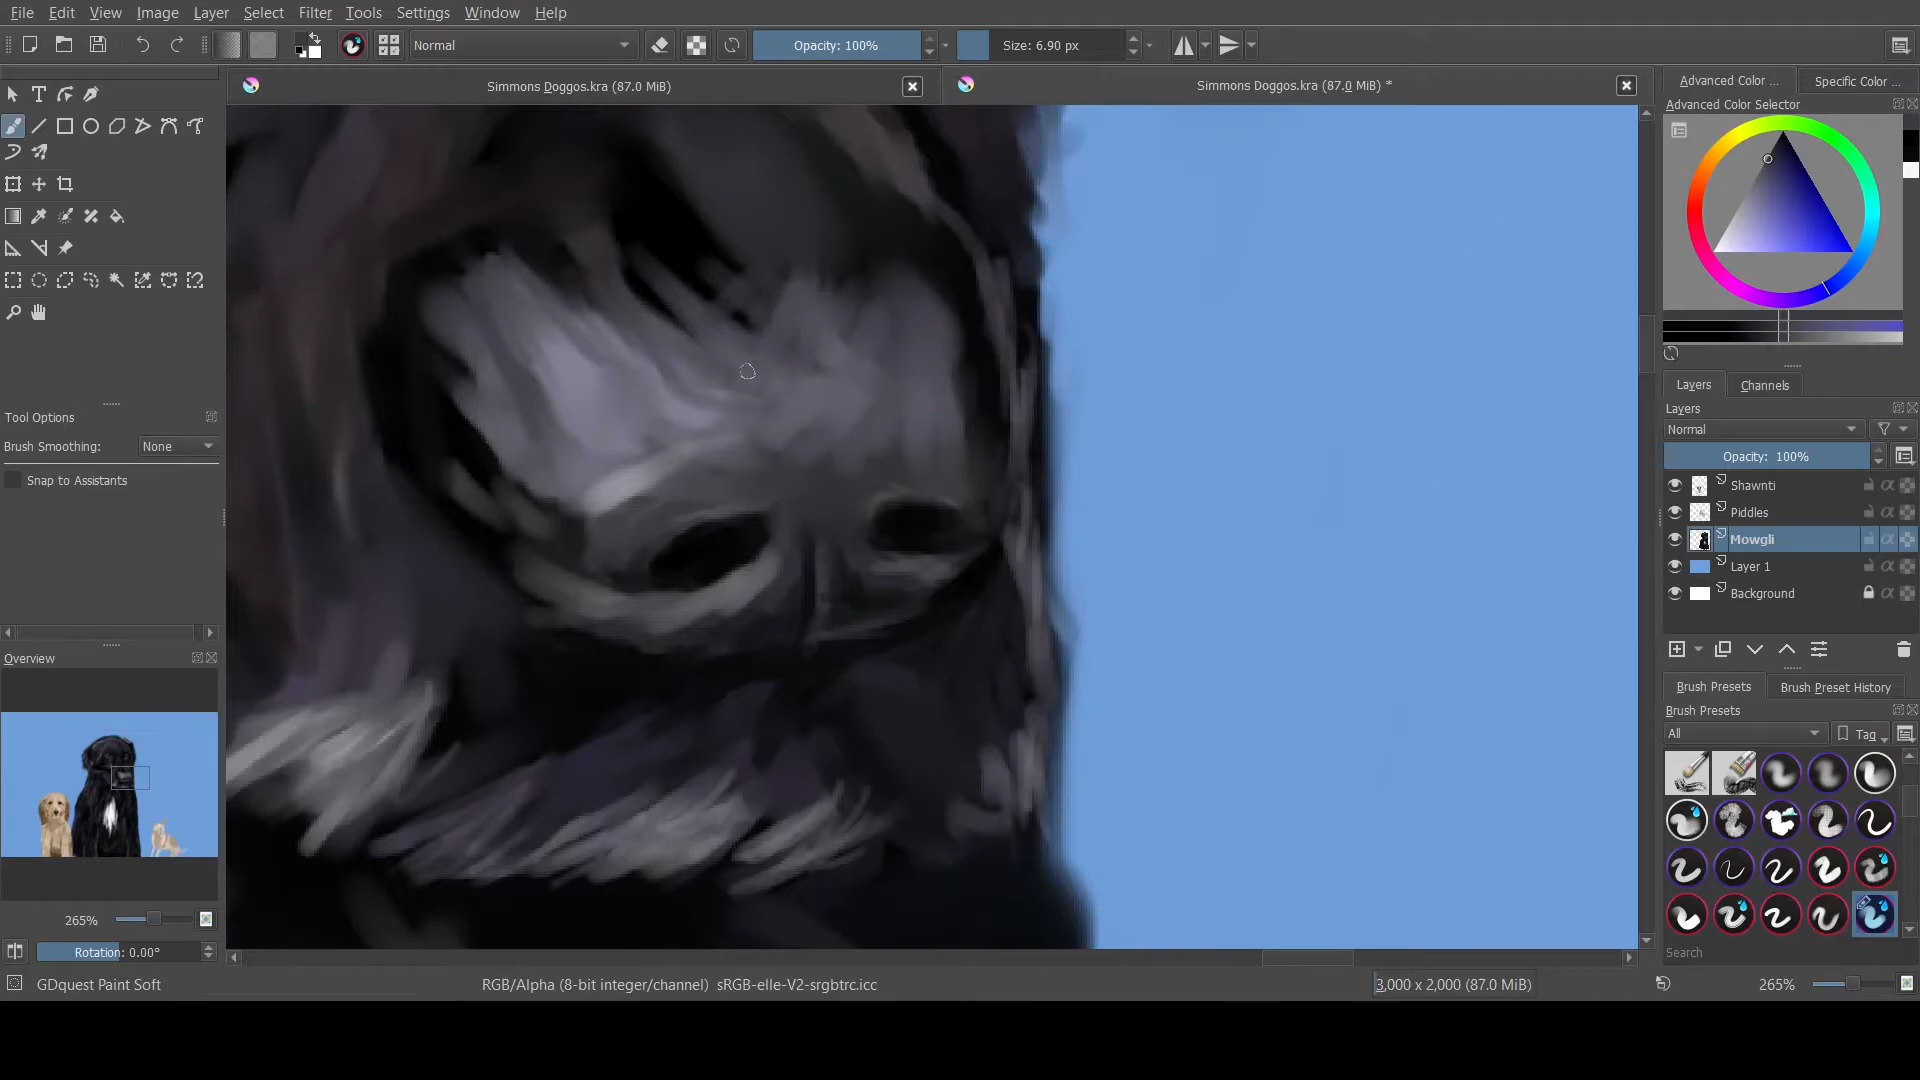 File Edit View Image Layer Select Filter Tools Settings Window Help
Normal
Opacity: 100%
Size: 6.90 px
Simmons Doggos.kra (87.0 MiB)
Simmons Doggos.kra (87.0 MiB) *
Advanced Color ...
Specific Color ...
Advanced Color Selector
Tool Options
Brush Smoothing: None
Snap to Assistants
Layers
Channels
Layers
Normal
Opacity: 100%
Shawnti
Piddles
Mowgli
Layer 1
Background
Overview
265%
Rotation: 0.00°
Brush Presets
Brush Preset History
Brush Presets
All
Tag
Search
GDquest Paint Soft
RGB/Alpha (8-bit integer/channel) sRGB-elle-V2-srgbtrc.icc
3,000 x 2,000 (87.0 MiB)
265%